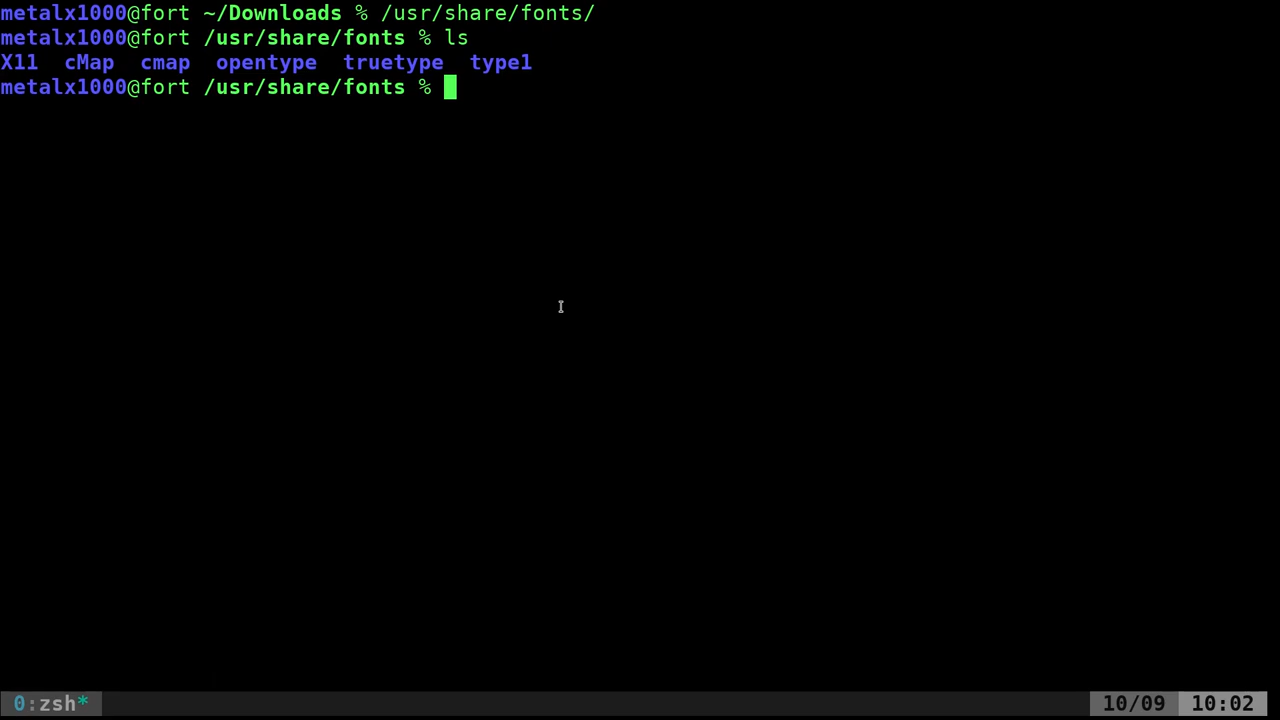 metalx1000@fort ~/Downloads % /usr/share/fonts/
metalx1000@fort /usr/share/fonts % ls
X11  cMap  cmap  opentype  truetype  type1
metalx1000@fort /usr/share/fonts %
0:zsh* 10/09 10:02